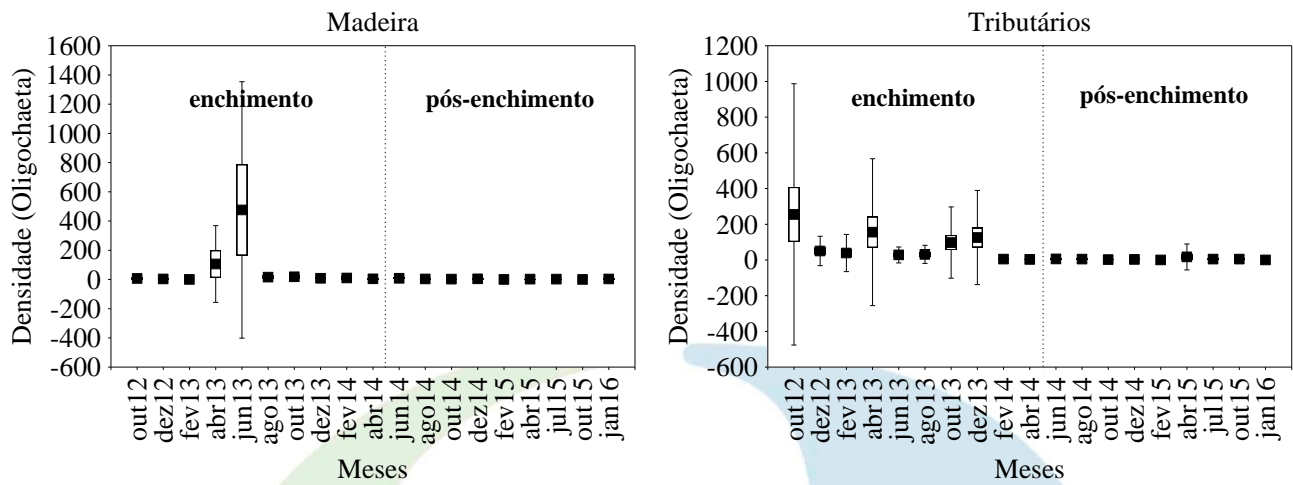 Madeira
Densidade (Oligochaeta)
1600
1400
1200
1000
800
600
400
200
0
-200
-400
-600
enchimento
pós-enchimento
out12
dez12
fev13
abr13
jun13
ago13
out13
dez13
fev14
abr14
jun14
ago14
out14
dez14
fev15
abr15
jul15
out15
jan16
Meses
Tributários
Densidade (Oligochaeta)
1200
1000
800
600
400
200
0
-200
-400
-600
enchimento
pós-enchimento
out12
dez12
fev13
abr13
jun13
ago13
out13
dez13
fev14
abr14
jun14
ago14
out14
dez14
fev15
abr15
jul15
out15
jan16
Meses